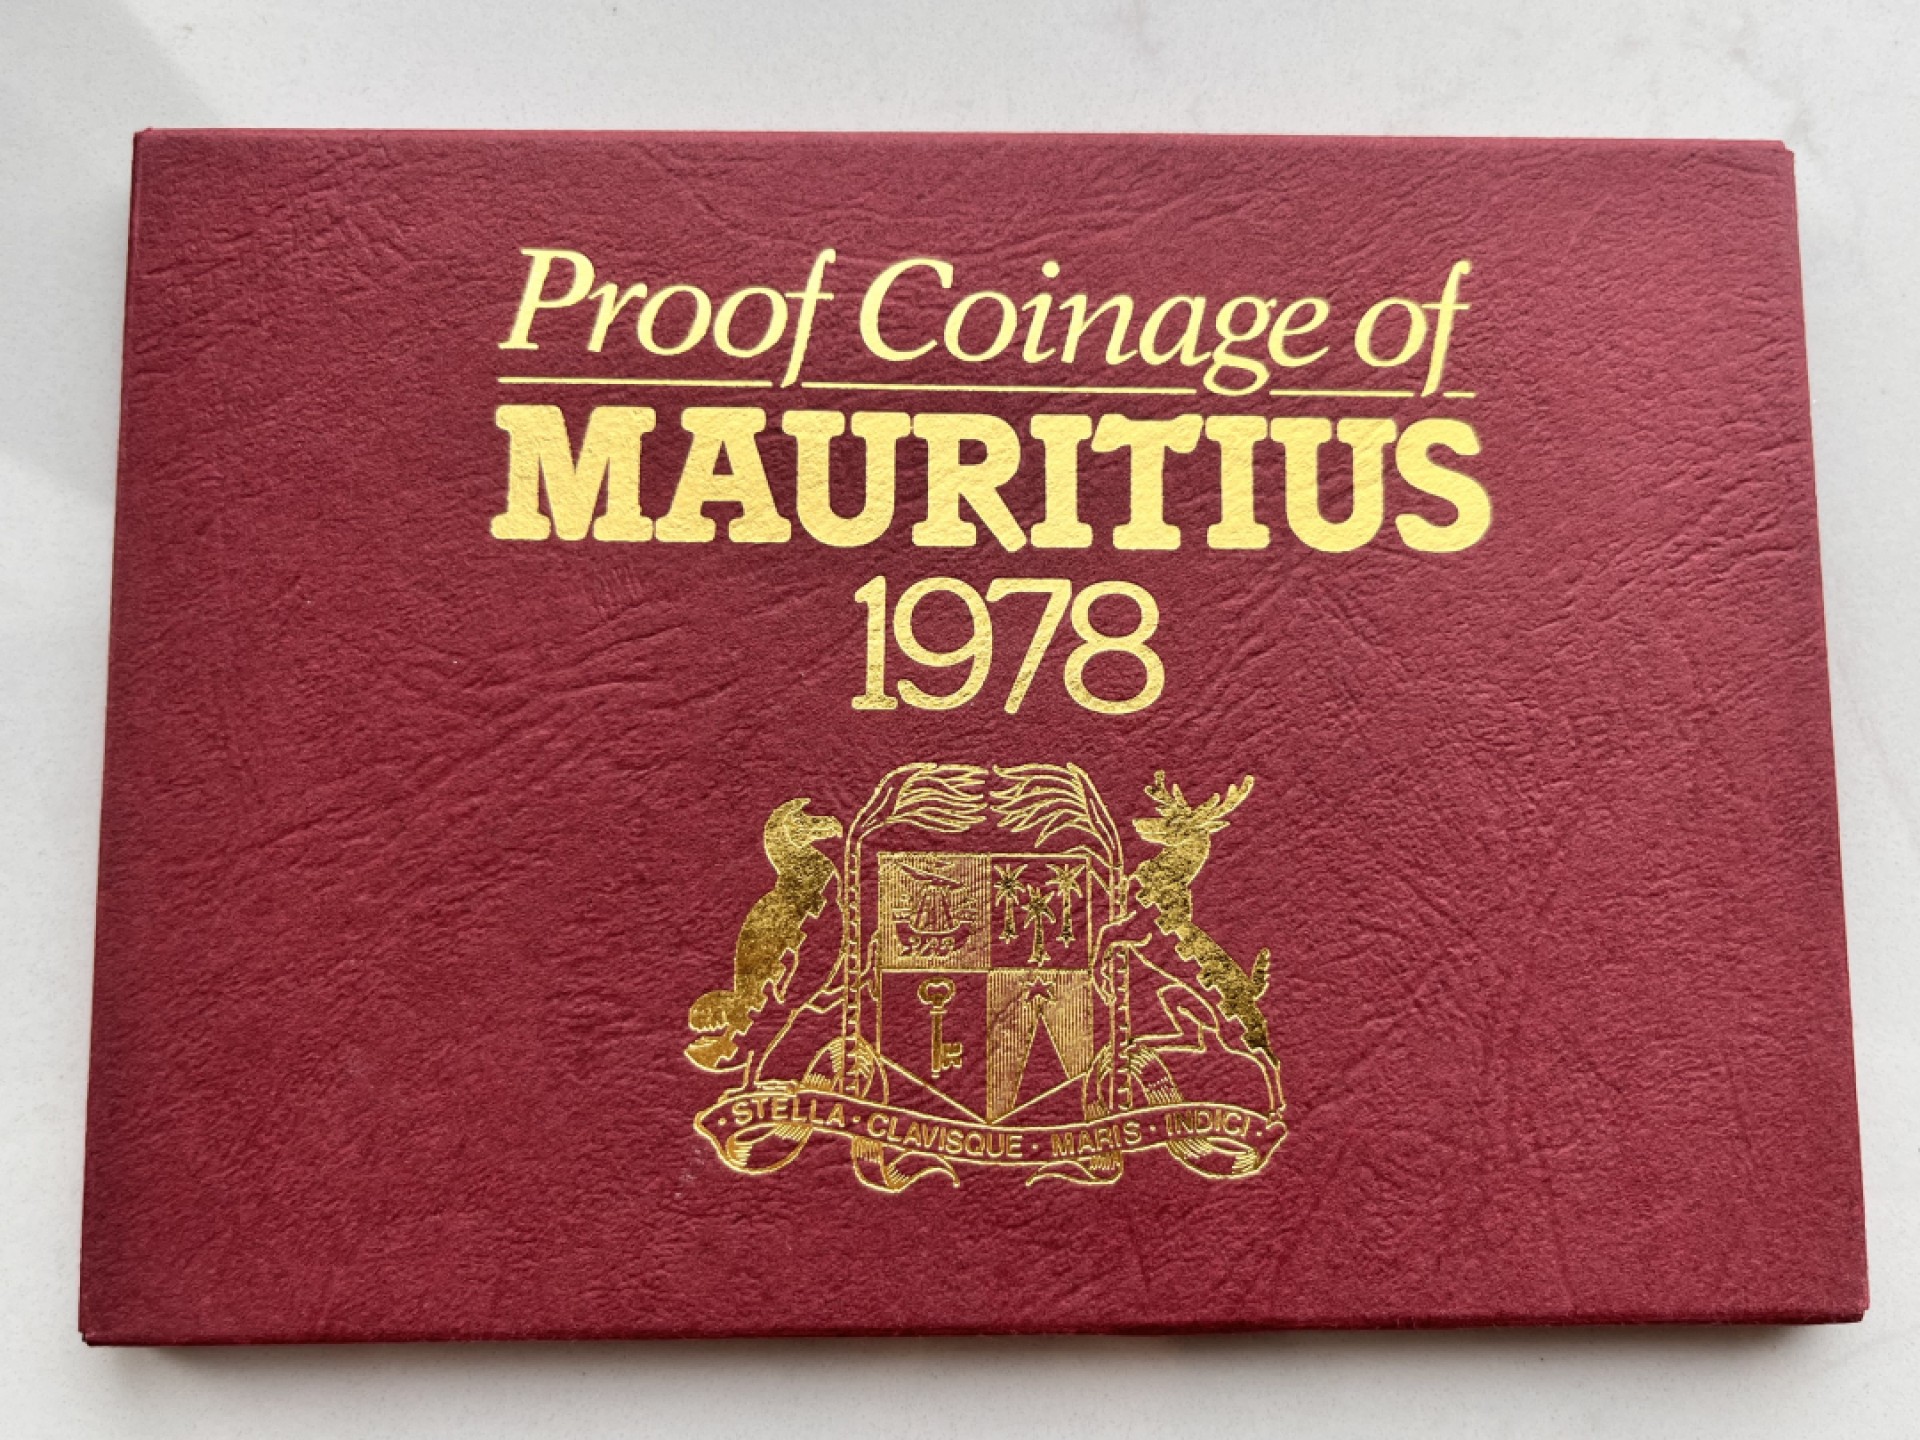 Proof Coinage of
MAURITIUS
1978
· STELLA · CLAVISQUE · MARIS · INDICI ·